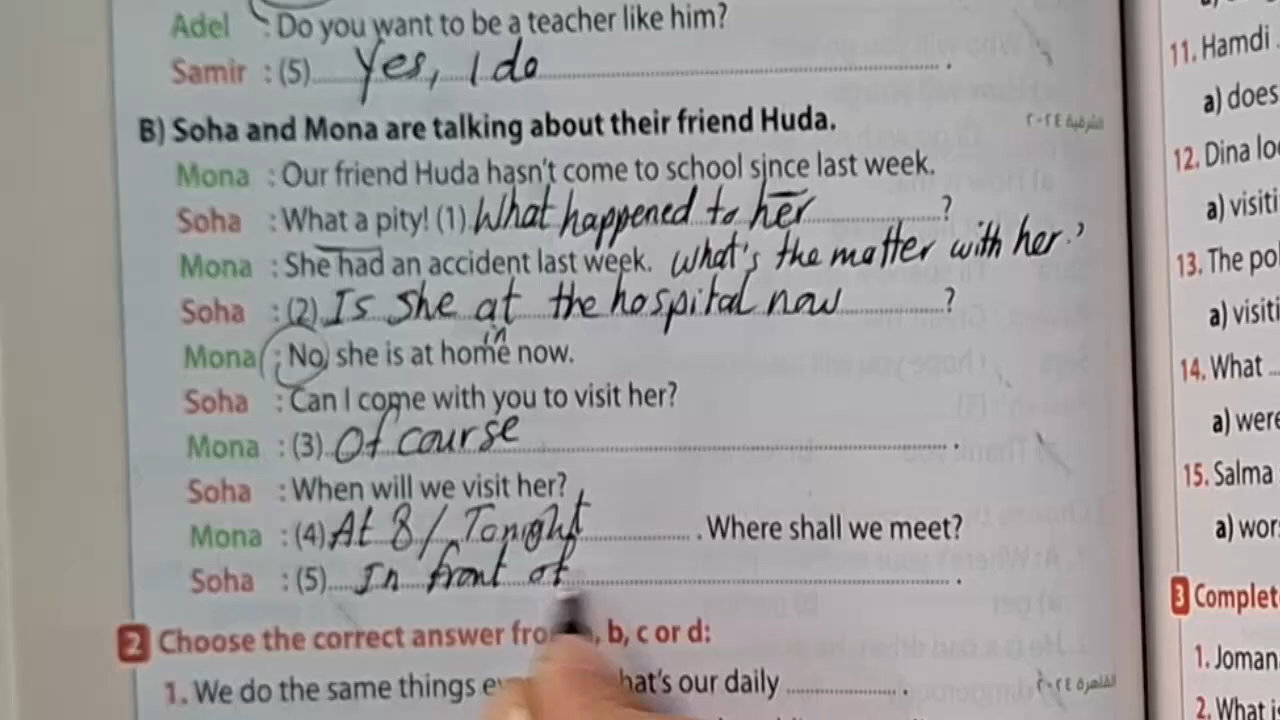 Adel : Do you want to be a teacher like him?
Samir : (5) Yes, I do .
B) Soha and Mona are talking about their friend Huda. الشرقية ٢٠٢٤
Mona : Our friend Huda hasn't come to school since last week.
Soha : What a pity! (1) What happened to her ?
Mona : She had an accident last week. What's the matter with her?
Soha : (2) Is she at the hospital now ?
in
Mona : No, she is at home now.
Soha : Can I come with you to visit her?
Mona : (3) Of course .
Soha : When will we visit her?
Mona : (4) At 8 / Tonight . Where shall we meet?
Soha : (5) In front of .
2 Choose the correct answer from b, c or d:
1. We do the same things hat's our daily . القاهرة ٢٠٢٤
11. Hamdi
a) does
12. Dina
a) visiti
13. The po
a) visiti
14. What
a) were
15. Salma
a) wor
3 Complet
1. Joman
2. What is